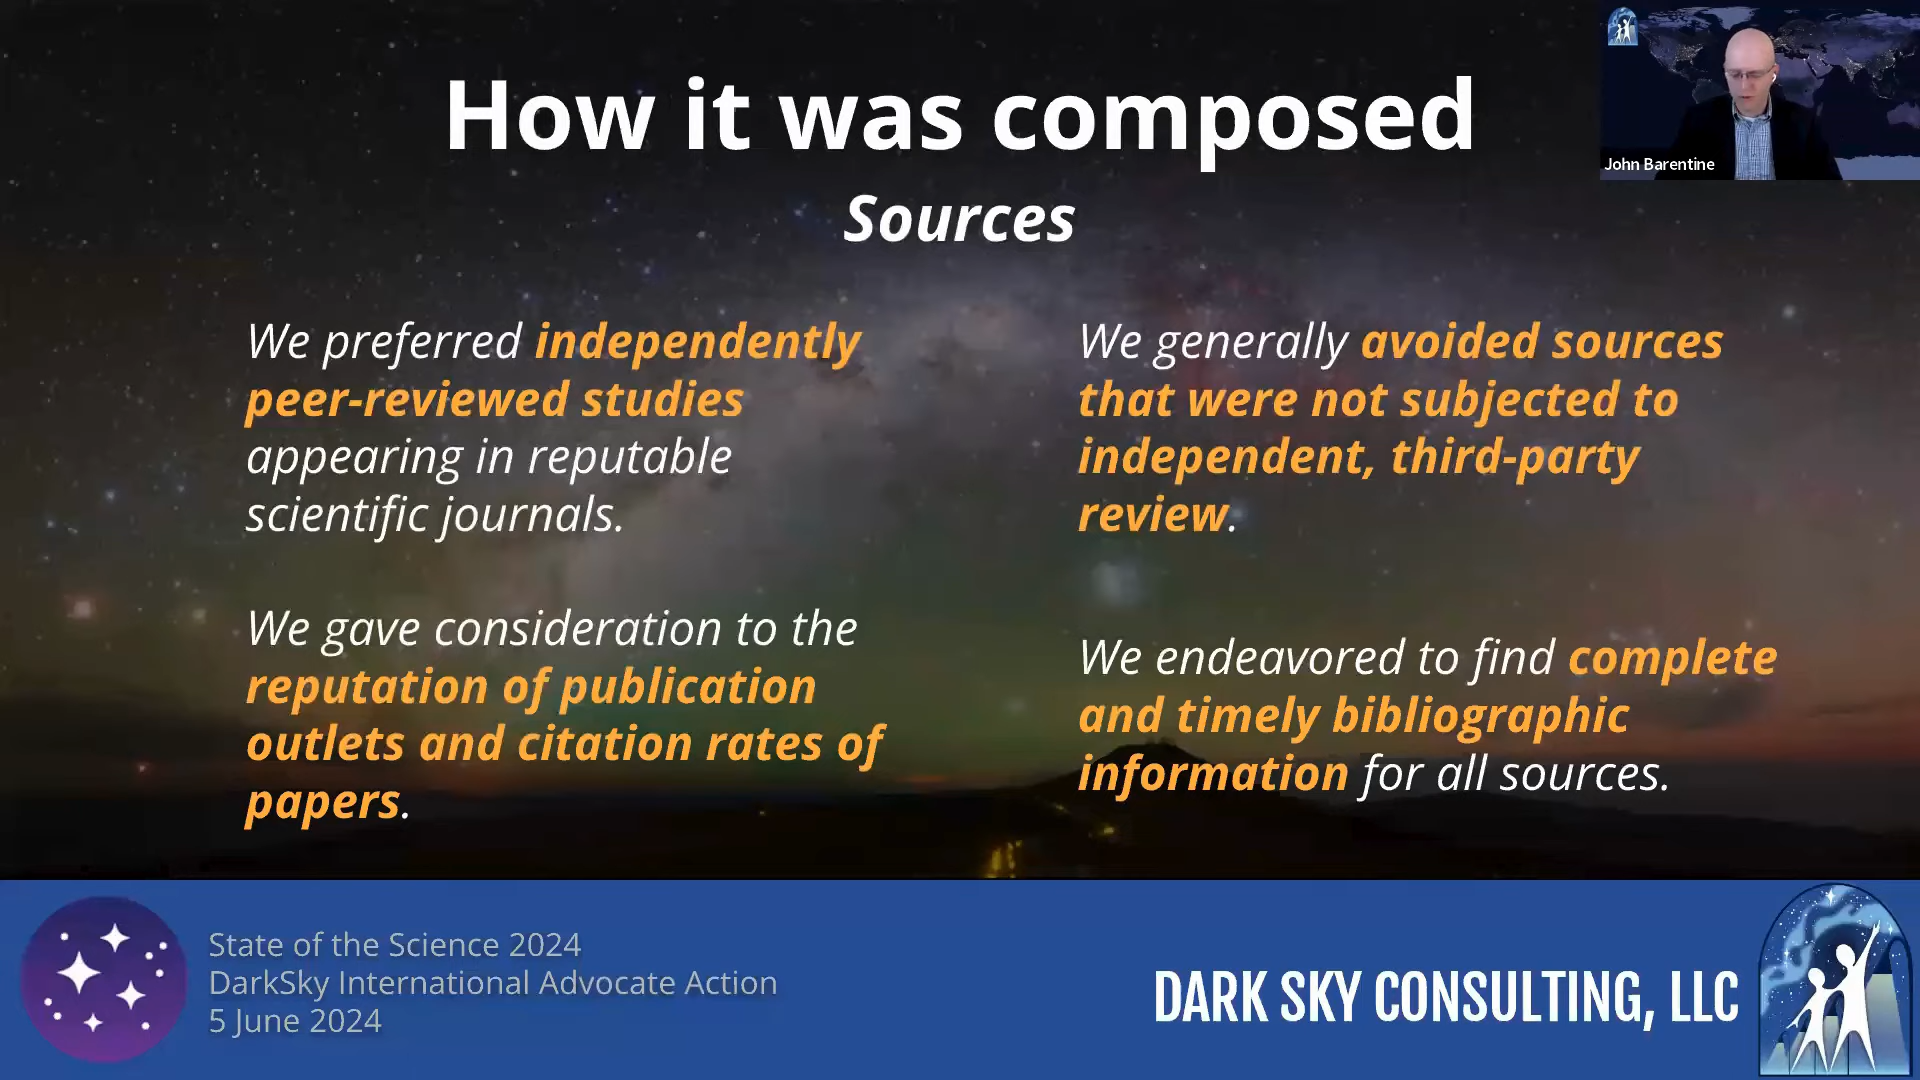 How it was composed
Sources
John Barentine
We preferred independently
peer-reviewed studies
appearing in reputable
scientific journals.
We gave consideration to the
reputation of publication
outlets and citation rates of
papers.
We generally avoided sources
that were not subjected to
independent, third-party
review.
We endeavored to find complete
and timely bibliographic
information for all sources.
State of the Science 2024
DarkSky International Advocate Action
5 June 2024
DARK SKY CONSULTING, LLC